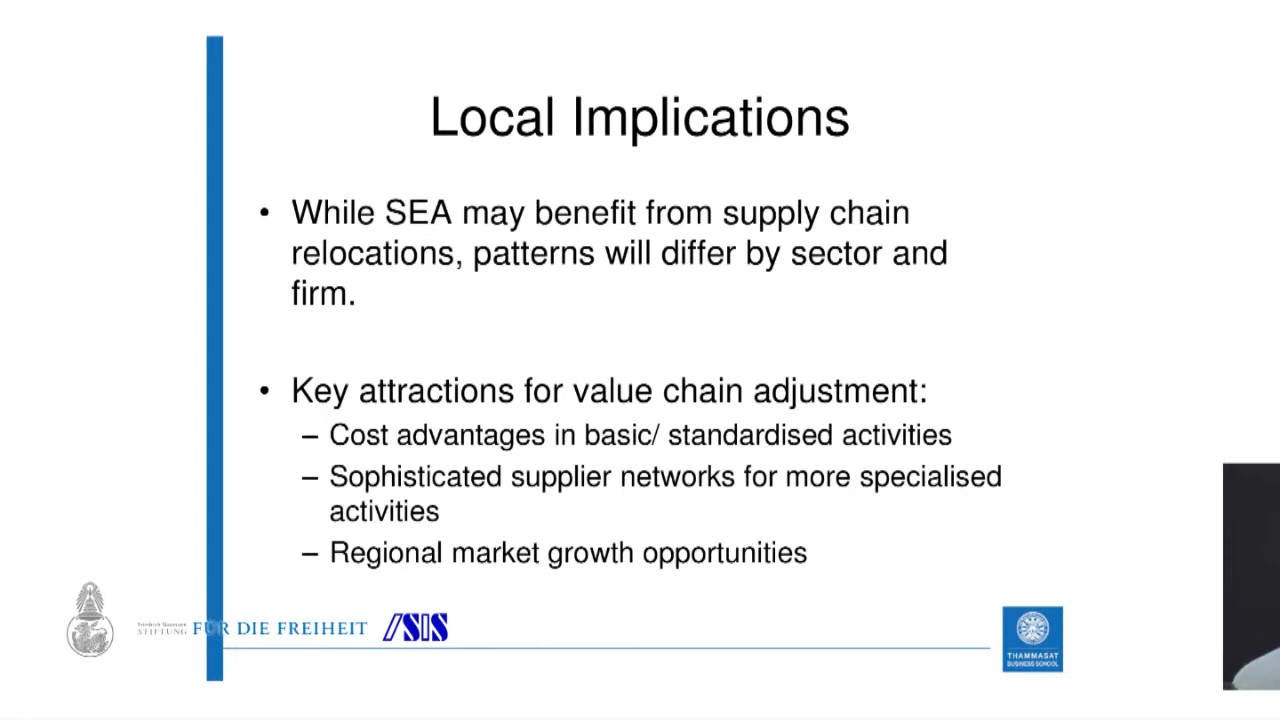 Local Implications
• While SEA may benefit from supply chain
relocations, patterns will differ by sector and
firm.
• Key attractions for value chain adjustment:
– Cost advantages in basic/ standardised activities
– Sophisticated supplier networks for more specialised
activities
– Regional market growth opportunities
Friedrich Naumann
STIFTUNG FÜR DIE FREIHEIT
ISIS
THAMMASAT
BUSINESS SCHOOL